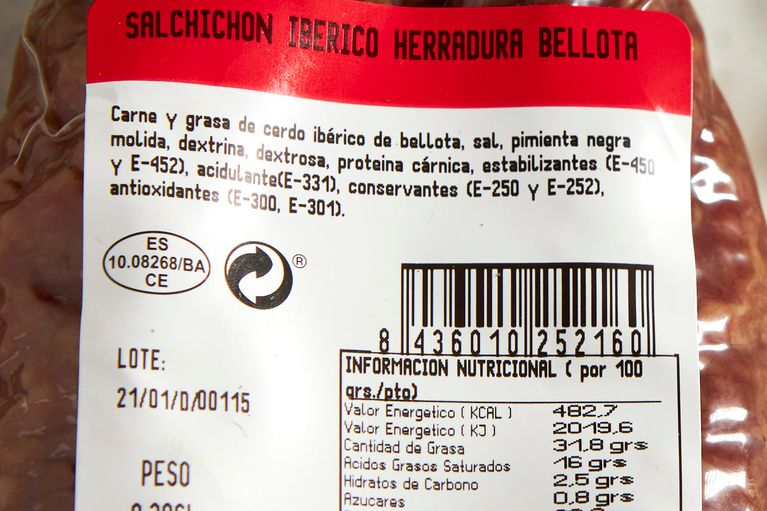 SALCHICHON IBERICO HERRADURA BELLOTA
Carne y grasa de cerdo ibérico de bellota, sal, pimienta negra
molida, dextrina, dextrosa, proteina cárnica, estabilizantes (E-450
y E-452), acidulante(E-331), conservantes (E-250 y E-252),
antioxidantes (E-300, E-301).
ES
10.08268/BA
CE
®
8 436010 252160
LOTE:
21/01/D/00115
PESO
INFORMACION NUTRICIONAL ( por 100
grs./pto)
Valor Energetico ( KCAL ) 482,7
Valor Energetico ( KJ ) 2019,6
Cantidad de Grasa 31,8 grs
Acidos Grasos Saturados 16 grs
Hidratos de Carbono 2,5 grs
Azucares 0,8 grs